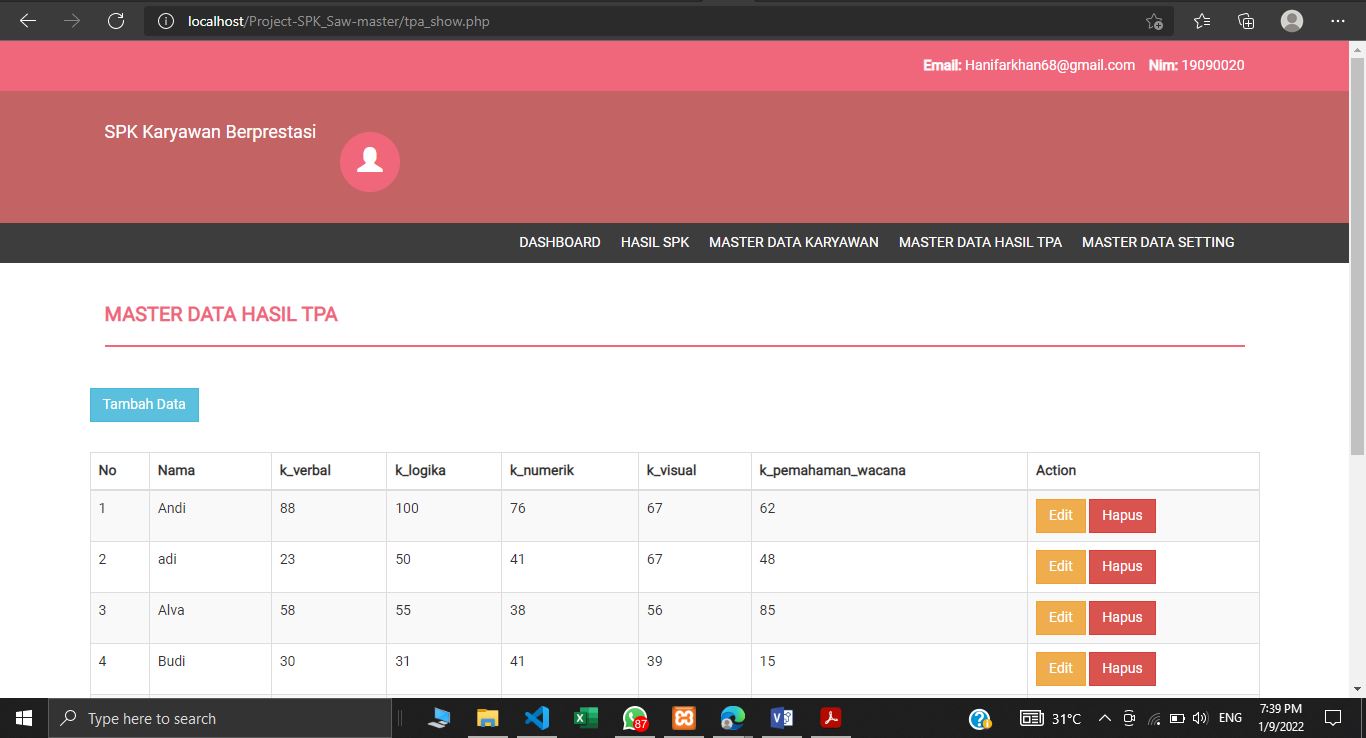 localhost/Project-SPK_Saw-master/tpa_show.php
Email: Hanifarkhan68@gmail.com Nim: 19090020
SPK Karyawan Berprestasi
DASHBOARD HASIL SPK MASTER DATA KARYAWAN MASTER DATA HASIL TPA MASTER DATA SETTING
MASTER DATA HASIL TPA
Tambah Data
No Nama k_verbal k_logika k_numerik k_visual k_pemahaman_wacana Action
1 Andi 88 100 76 67 62 Edit Hapus
2 adi 23 50 41 67 48 Edit Hapus
3 Alva 58 55 38 56 85 Edit Hapus
4 Budi 30 31 41 39 15 Edit Hapus
Type here to search 87 31°C ENG 7:39 PM
1/9/2022